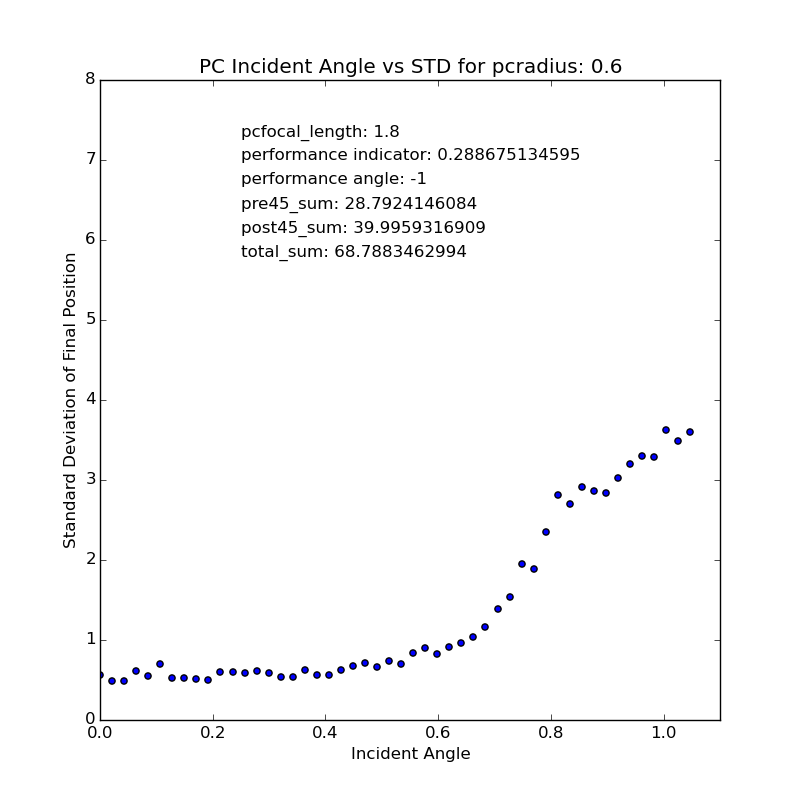 PC Incident Angle vs STD for pcradius: 0.6
8
pcfocal_length: 1.8
7
performance indicator: 0.288675134595
performance angle: -1
pre45_sum: 28.7924146084
post45_sum: 39.9959316909
6
total_sum: 68.7883462994
5
4
3
2
1
0
Standard Deviation of Final Position
0.0 0.2 0.4 0.6 0.8 1.0
Incident Angle